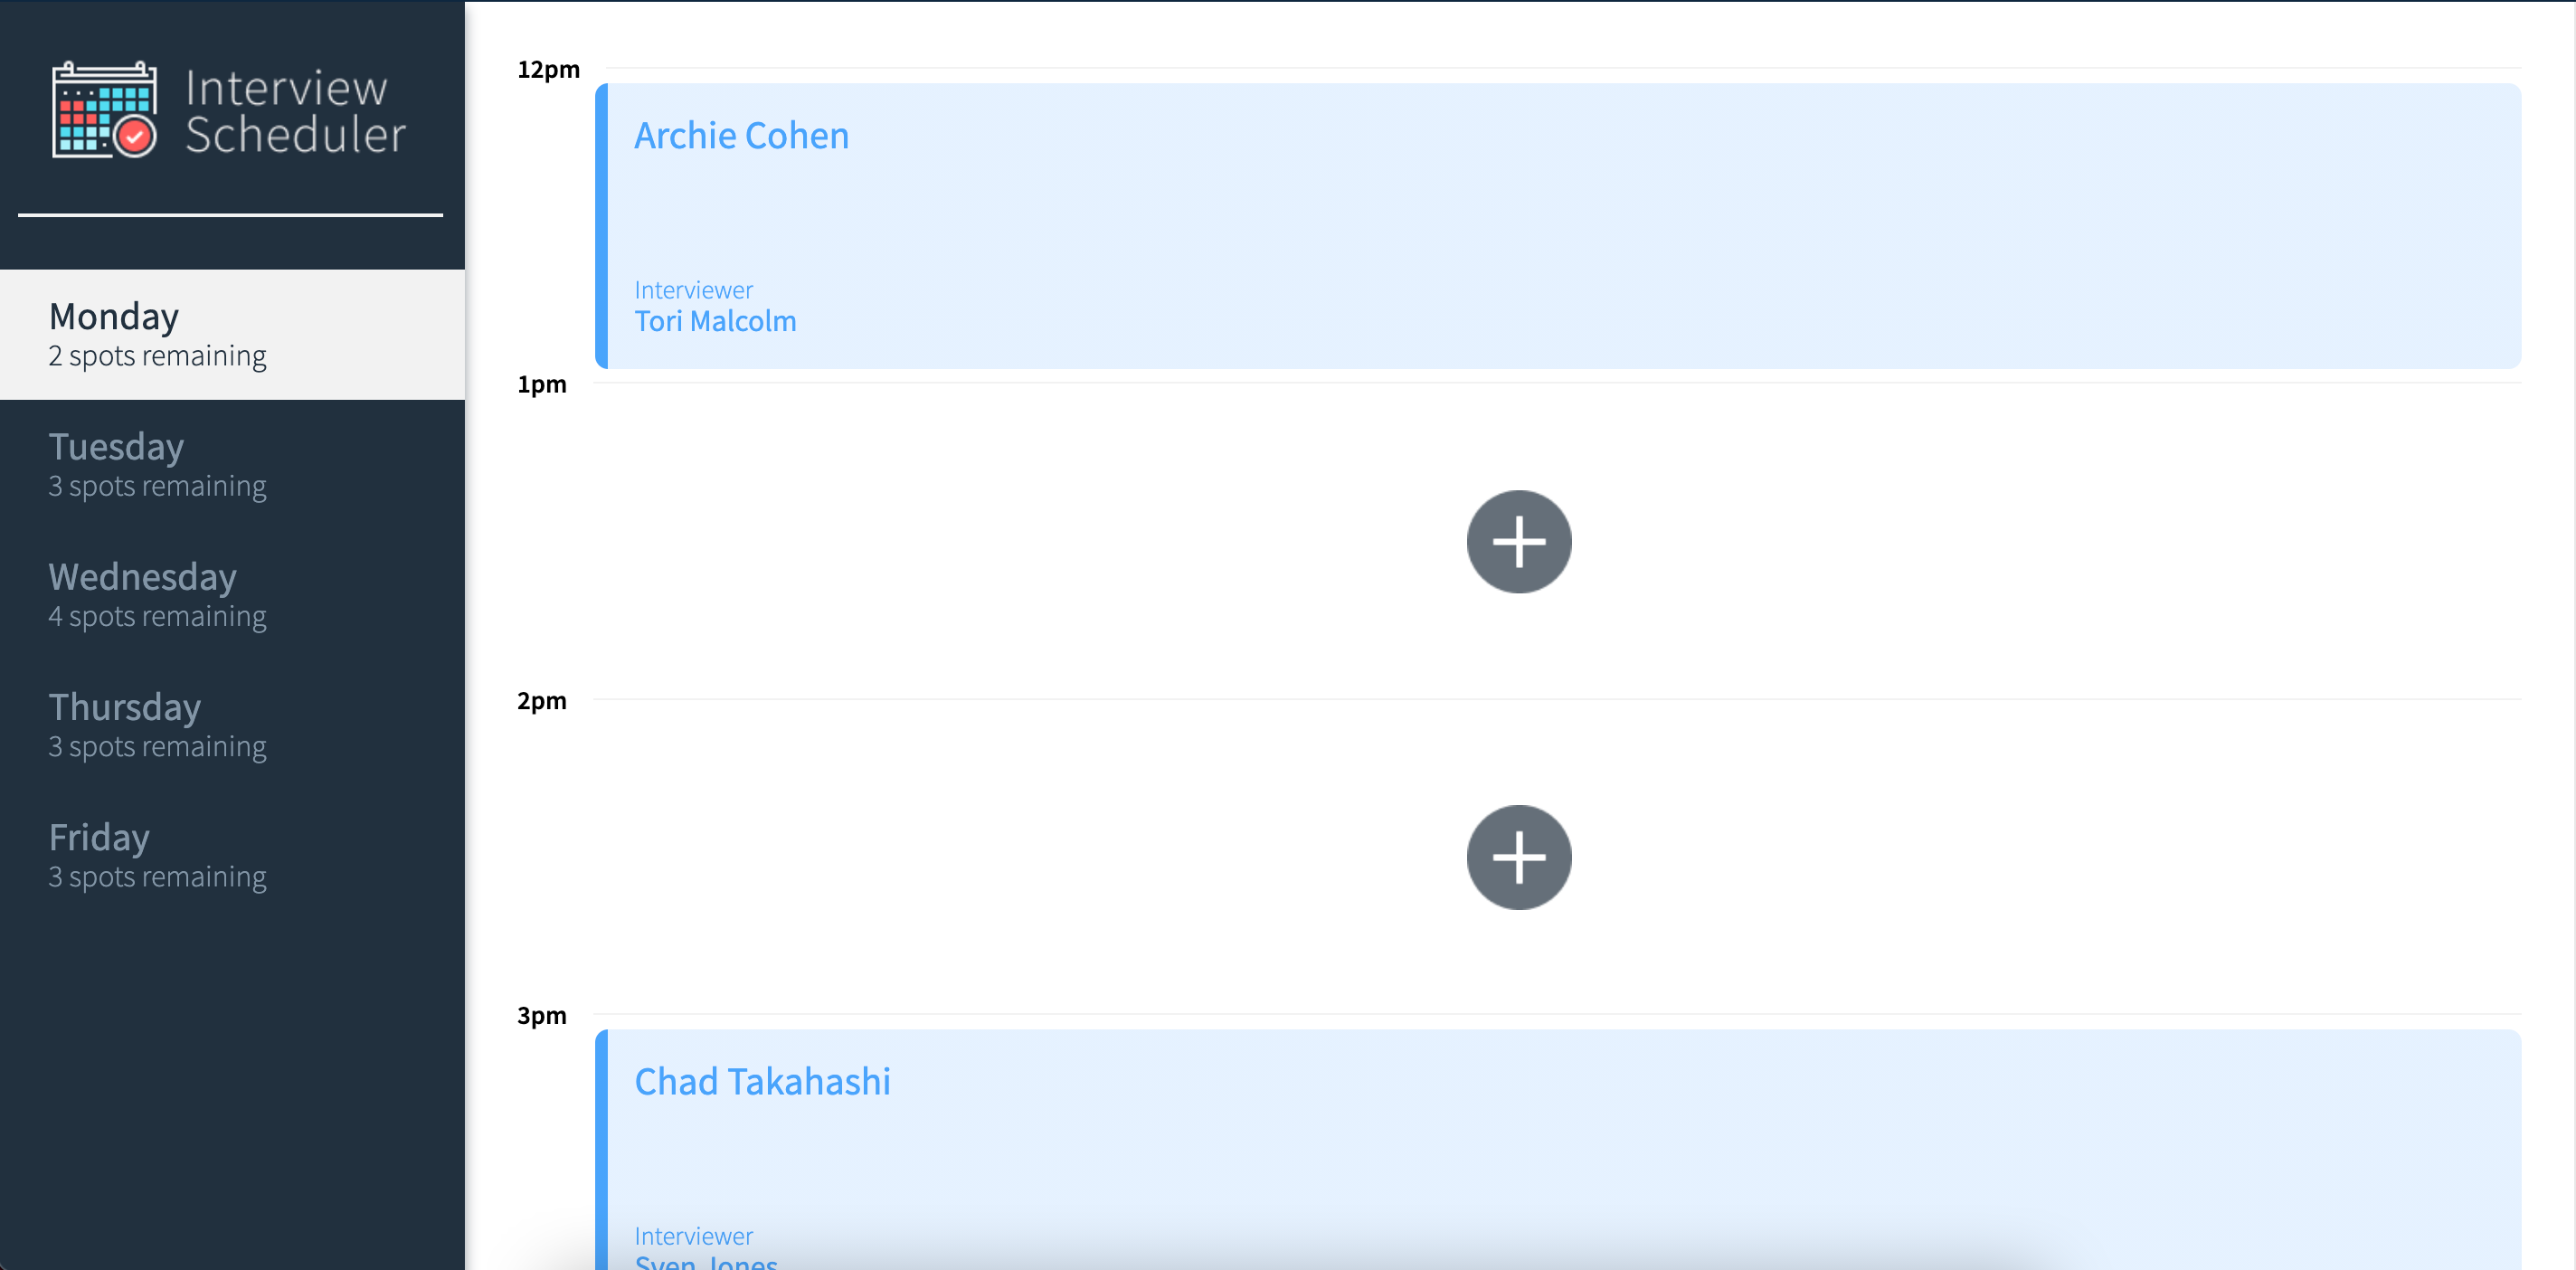 Interview
Scheduler
Monday
2 spots remaining
Tuesday
3 spots remaining
Wednesday
4 spots remaining
Thursday
3 spots remaining
Friday
3 spots remaining
12pm
Archie Cohen
Interviewer
Tori Malcolm
1pm
2pm
3pm
Chad Takahashi
Interviewer
Sven Jones